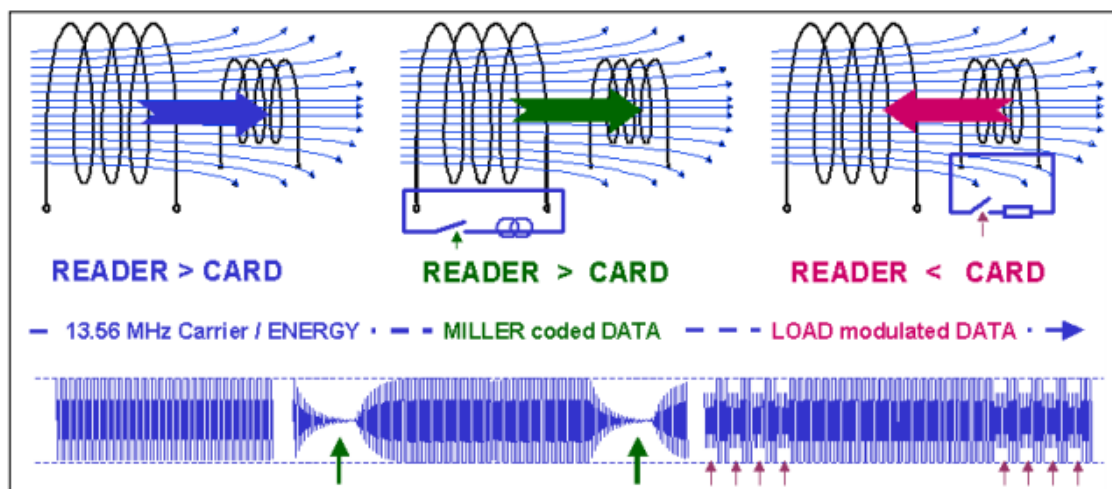 READER > CARD
READER > CARD
READER < CARD
13.56 MHz Carrier / ENERGY
MILLER coded DATA
LOAD modulated DATA